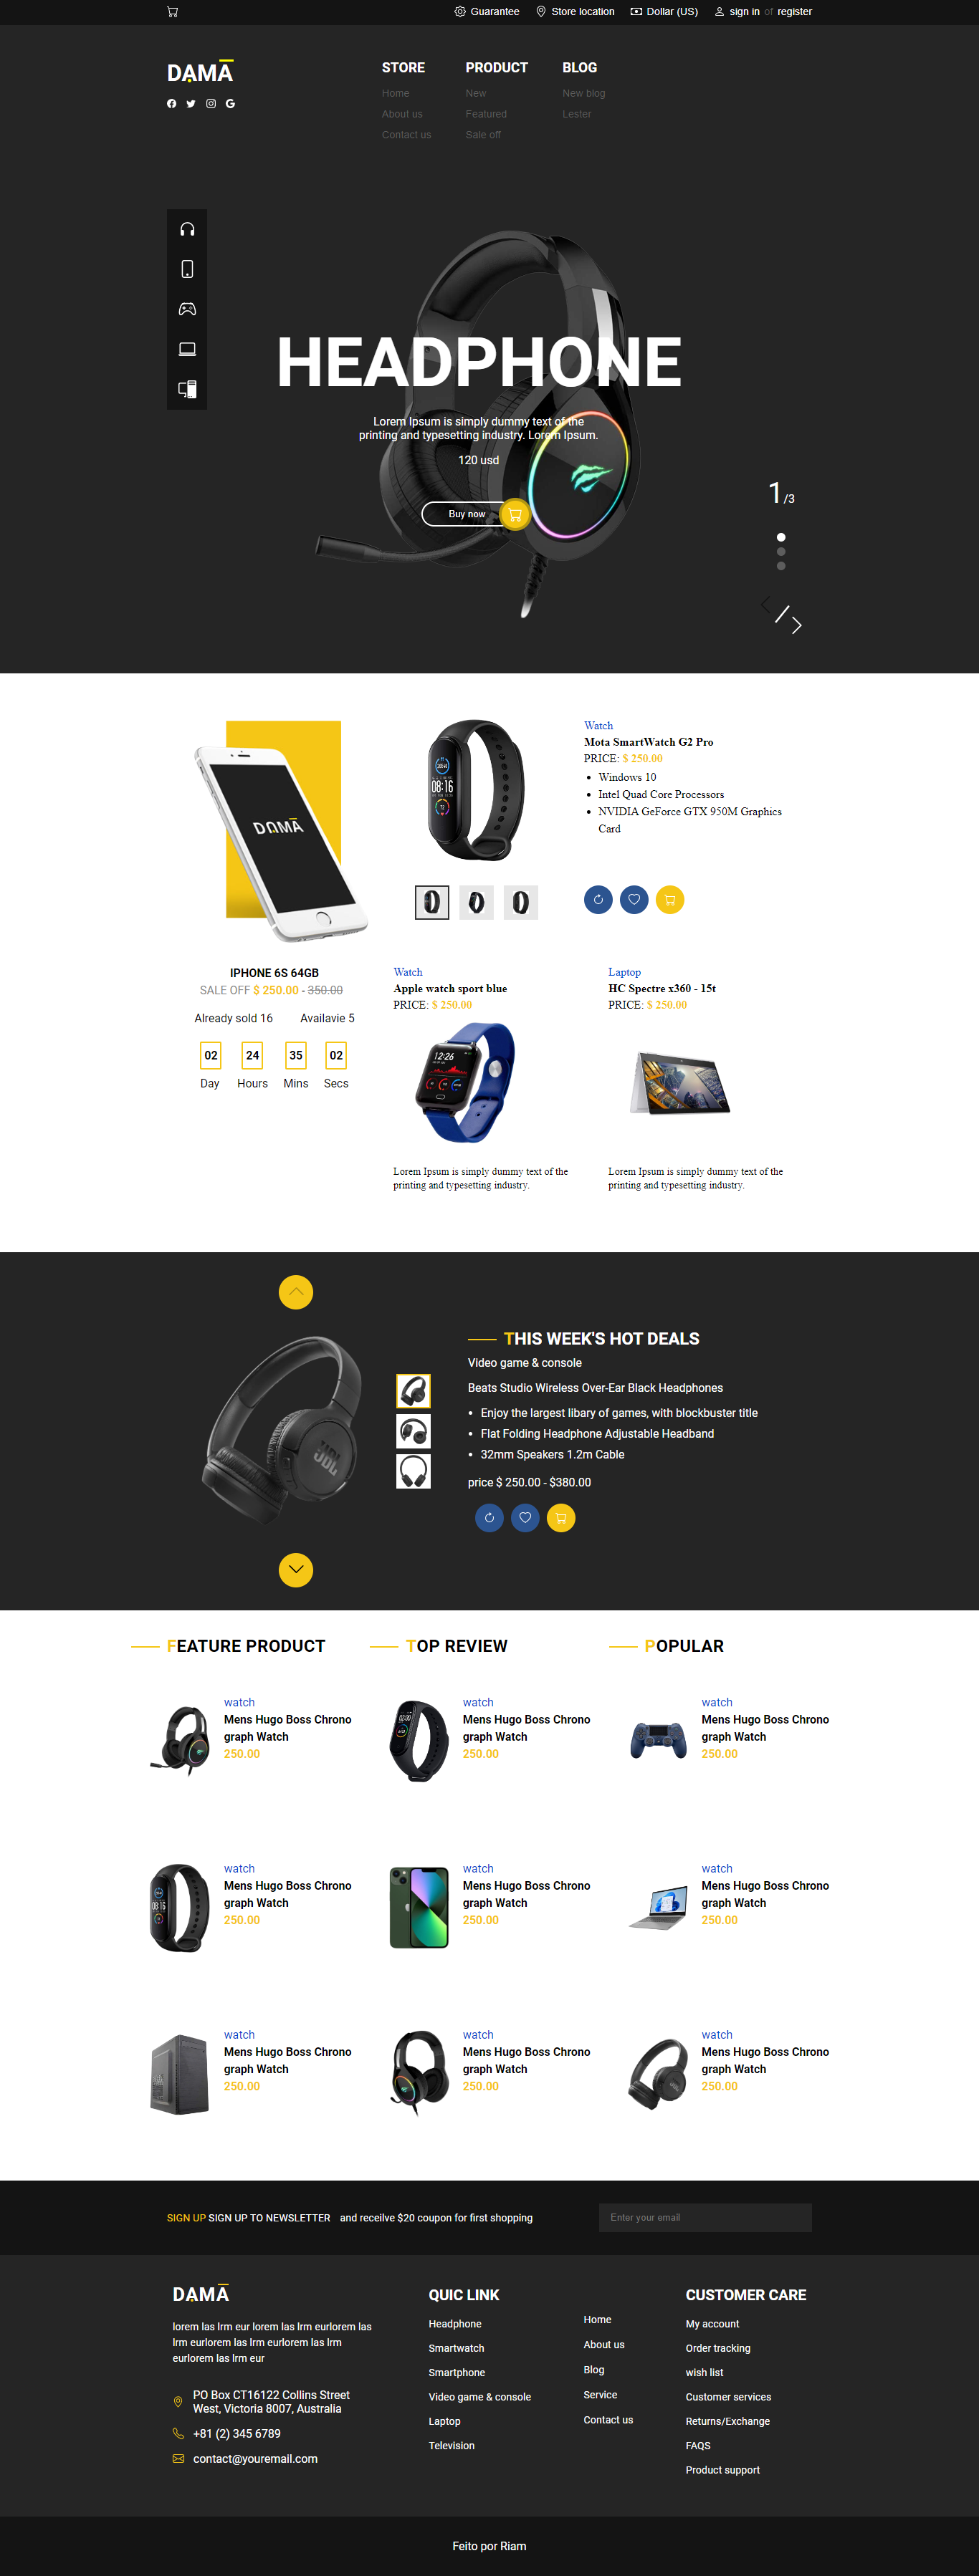 Guarantee Store location Dollar (US) sign in of register
DAMA
STORE
Home
About us
Contact us
PRODUCT
New
Featured
Sale off
BLOG
New blog
Lester
HEADPHONE
Lorem Ipsum is simply dummy text of the
printing and typesetting industry. Lorem Ipsum.
120 usd
Buy now
1/3
DAMA
08:16
Watch
Mota SmartWatch G2 Pro
PRICE: $ 250.00
• Windows 10
• Intel Quad Core Processors
• NVIDIA GeForce GTX 950M Graphics
Card
IPHONE 6S 64GB
SALE OFF $ 250.00 - 350.00
Already sold 16 Availavie 5
02 24 35 02
Day Hours Mins Secs
Watch
Apple watch sport blue
PRICE: $ 250.00
12:26
Lorem Ipsum is simply dummy text of the
printing and typesetting industry.
Laptop
HC Spectre x360 - 15t
PRICE: $ 250.00
Lorem Ipsum is simply dummy text of the
printing and typesetting industry.
JBL
THIS WEEK'S HOT DEALS
Video game & console
Beats Studio Wireless Over-Ear Black Headphones
• Enjoy the largest libary of games, with blockbuster title
• Flat Folding Headphone Adjustable Headband
• 32mm Speakers 1.2m Cable
price $ 250.00 - $380.00
FEATURE PRODUCT
TOP REVIEW
POPULAR
watch
Mens Hugo Boss Chrono
graph Watch
250.00
watch
Mens Hugo Boss Chrono
graph Watch
250.00
watch
Mens Hugo Boss Chrono
graph Watch
250.00
watch
Mens Hugo Boss Chrono
graph Watch
250.00
watch
Mens Hugo Boss Chrono
graph Watch
250.00
watch
Mens Hugo Boss Chrono
graph Watch
250.00
watch
Mens Hugo Boss Chrono
graph Watch
250.00
watch
Mens Hugo Boss Chrono
graph Watch
250.00
watch
Mens Hugo Boss Chrono
graph Watch
250.00
SIGN UP SIGN UP TO NEWSLETTER and receilve $20 coupon for first shopping
Enter your email
DAMA
lorem las lrm eur lorem las lrm eurlorem las
lrm eurlorem las lrm eurlorem las lrm
eurlorem las lrm eur
PO Box CT16122 Collins Street
West, Victoria 8007, Australia
+81 (2) 345 6789
contact@youremail.com
QUIC LINK
Headphone
Smartwatch
Smartphone
Video game & console
Laptop
Television
Home
About us
Blog
Service
Contact us
CUSTOMER CARE
My account
Order tracking
wish list
Customer services
Returns/Exchange
FAQS
Product support
Feito por Riam